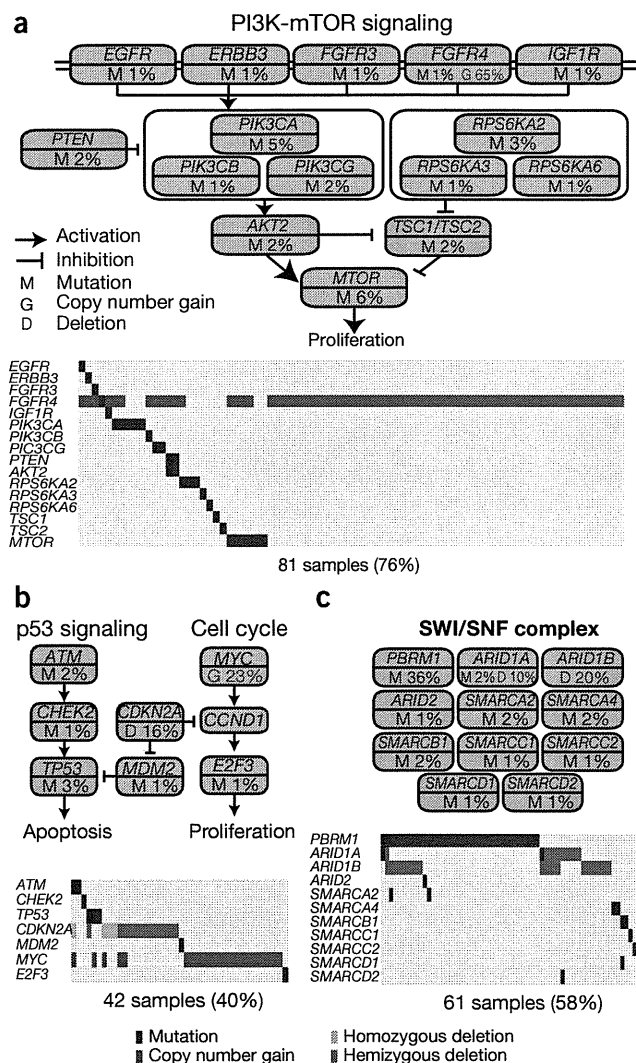 a
PI3K-mTOR signaling
EGFR
M 1%
ERBB3
M 1%
FGFR3
M 1%
FGFR4
M 1% G 65%
IGF1R
M 1%
PTEN
M 2%
PIK3CA
M 5%
PIK3CB
M 1%
PIK3CG
M 2%
RPS6KA2
M 3%
RPS6KA3
M 1%
RPS6KA6
M 1%
AKT2
M 2%
TSC1/TSC2
M 2%
MTOR
M 6%
Proliferation
Activation
Inhibition
M Mutation
G Copy number gain
D Deletion
EGFR
ERBB3
FGFR3
FGFR4
IGF1R
PIK3CA
PIK3CB
PIC3CG
PTEN
AKT2
RPS6KA2
RPS6KA3
RPS6KA6
TSC1
TSC2
MTOR
81 samples (76%)
b
p53 signaling
Cell cycle
ATM
M 2%
MYC
G 23%
CHEK2
M 1%
CDKN2A
D 16%
CCND1
TP53
M 3%
MDM2
M 1%
E2F3
M 1%
Apoptosis
Proliferation
ATM
CHEK2
TP53
CDKN2A
MDM2
MYC
E2F3
42 samples (40%)
c
SWI/SNF complex
PBRM1
M 36%
ARID1A
M 2% D 10%
ARID1B
D 20%
ARID2
M 1%
SMARCA2
M 2%
SMARCA4
M 2%
SMARCB1
M 2%
SMARCC1
M 1%
SMARCC2
M 1%
SMARCD1
M 1%
SMARCD2
M 1%
PBRM1
ARID1A
ARID1B
ARID2
SMARCA2
SMARCA4
SMARCB1
SMARCC1
SMARCC2
SMARCD1
SMARCD2
61 samples (58%)
Mutation
Copy number gain
Homozygous deletion
Hemizygous deletion